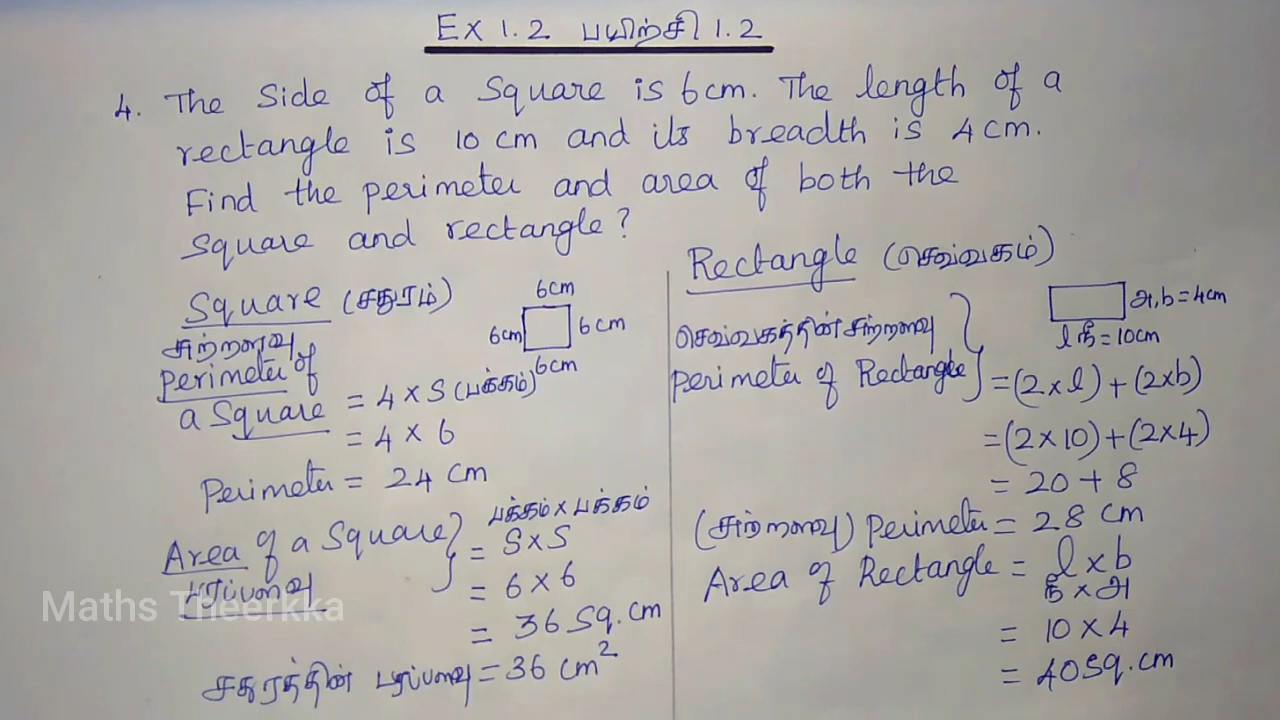 Ex 1.2 பயிற்சி 1.2
4. The Side of a Square is 6cm. The length of a
rectangle is 10 cm and its breadth is 4 cm.
Find the perimeter and area of both the
Square and rectangle?
Square (சதுரம்)
6cm
6cm
6cm
6cm
சுற்றளவு
Perimeter of
a Square = 4 × S (பக்கம்)
= 4 × 6
Perimeter = 24 cm
Area of a Square
பரப்பளவு
பக்கம் × பக்கம்
= S×S
= 6 × 6
= 36 Sq.cm
சதுரத்தின் பரப்பளவு = 36 cm²
Rectangle (செவ்வகம்)
அ, b = 4cm
l நீ = 10cm
செவ்வகத்தின் சுற்றளவு
Perimeter of Rectangle = (2×l) + (2×b)
= (2×10) + (2×4)
= 20 + 8
(சுற்றளவு) Perimeter = 28 cm
Area of Rectangle = l × b
நீ × அ
= 10 × 4
= 40 Sq.cm
Maths Theerkka